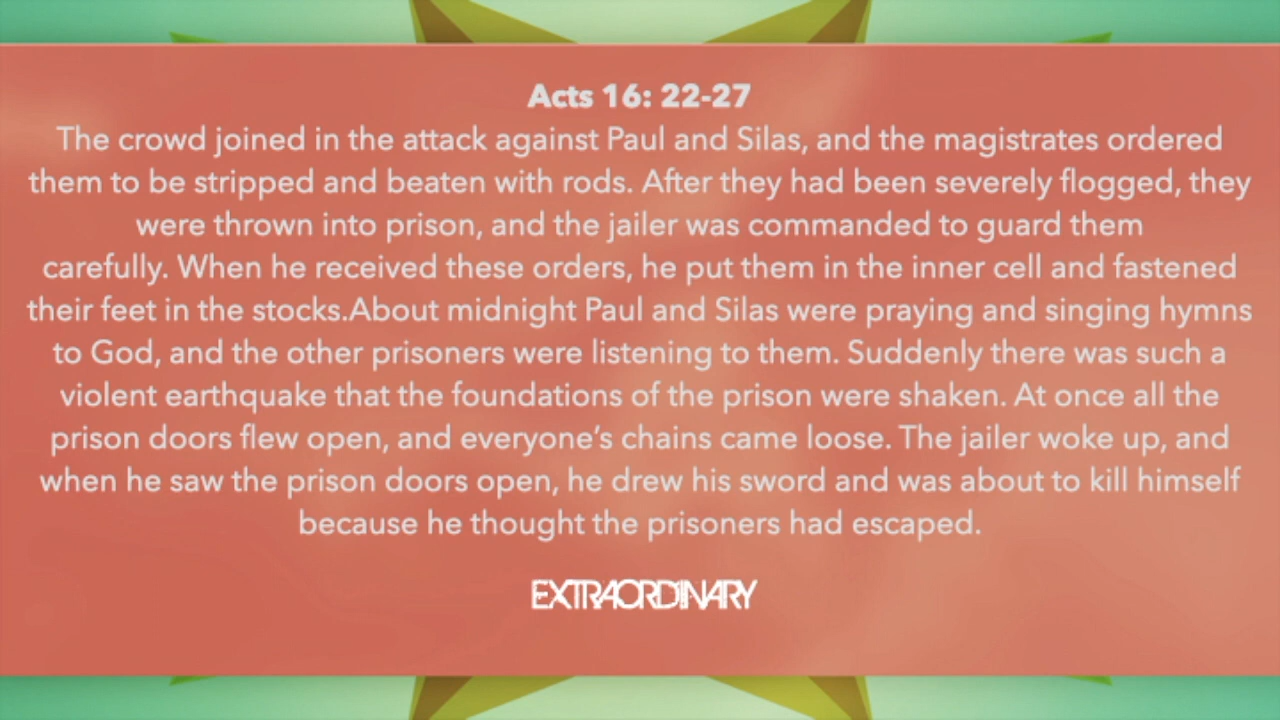 Acts 16: 22-27
The crowd joined in the attack against Paul and Silas, and the magistrates ordered
them to be stripped and beaten with rods. After they had been severely flogged, they
were thrown into prison, and the jailer was commanded to guard them
carefully. When he received these orders, he put them in the inner cell and fastened
their feet in the stocks.About midnight Paul and Silas were praying and singing hymns
to God, and the other prisoners were listening to them. Suddenly there was such a
violent earthquake that the foundations of the prison were shaken. At once all the
prison doors flew open, and everyone’s chains came loose. The jailer woke up, and
when he saw the prison doors open, he drew his sword and was about to kill himself
because he thought the prisoners had escaped.
EXTRAORDINARY